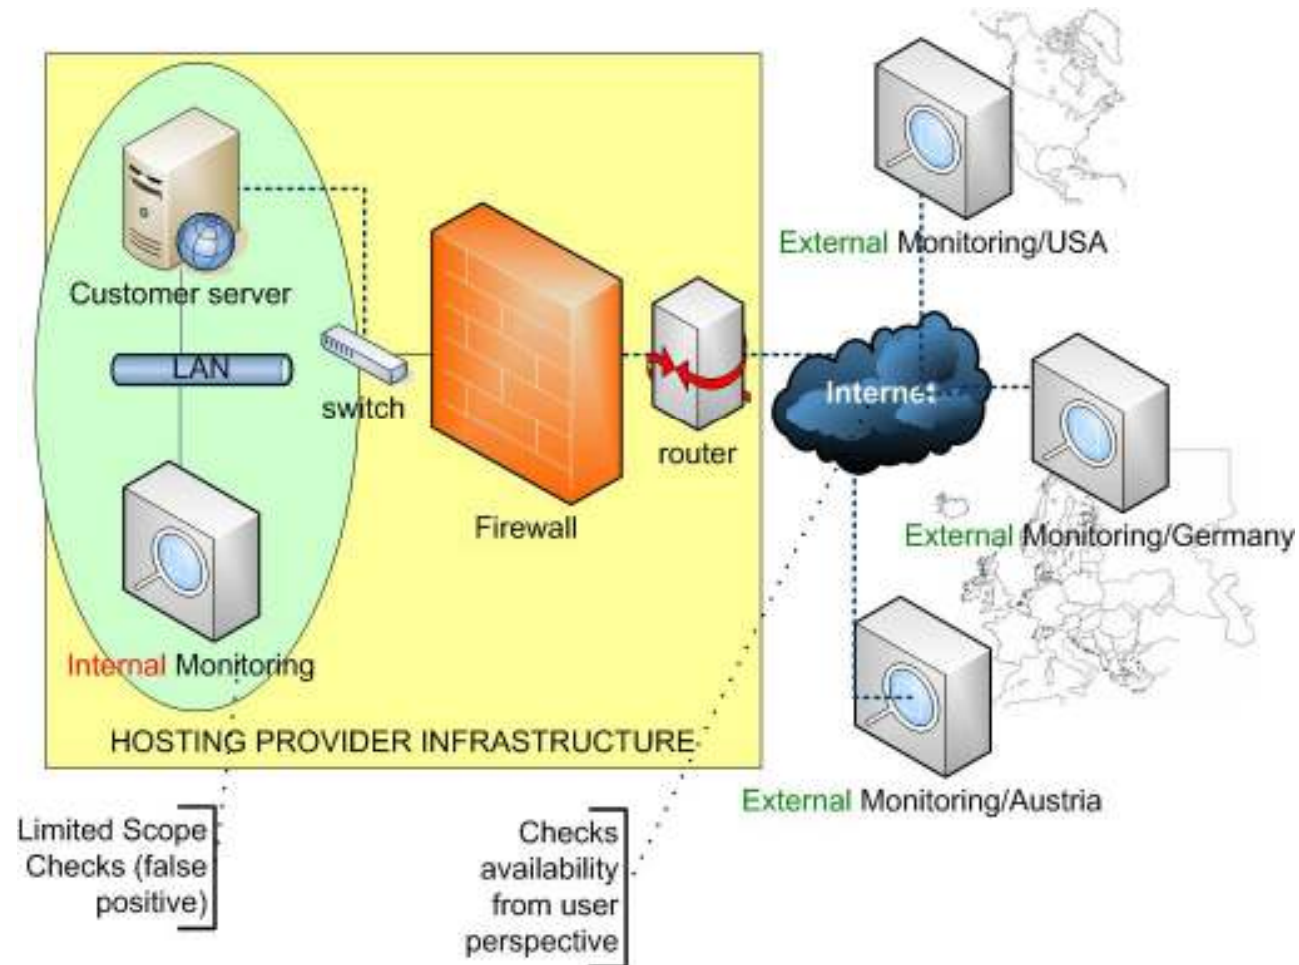 External Monitoring/USA
Customer server
LAN
switch
Internet
router
Firewall
External Monitoring/Germany
Internal Monitoring
HOSTING PROVIDER INFRASTRUCTURE
External Monitoring/Austria
Limited Scope
Checks (false
positive)
Checks
availability
from user
perspective